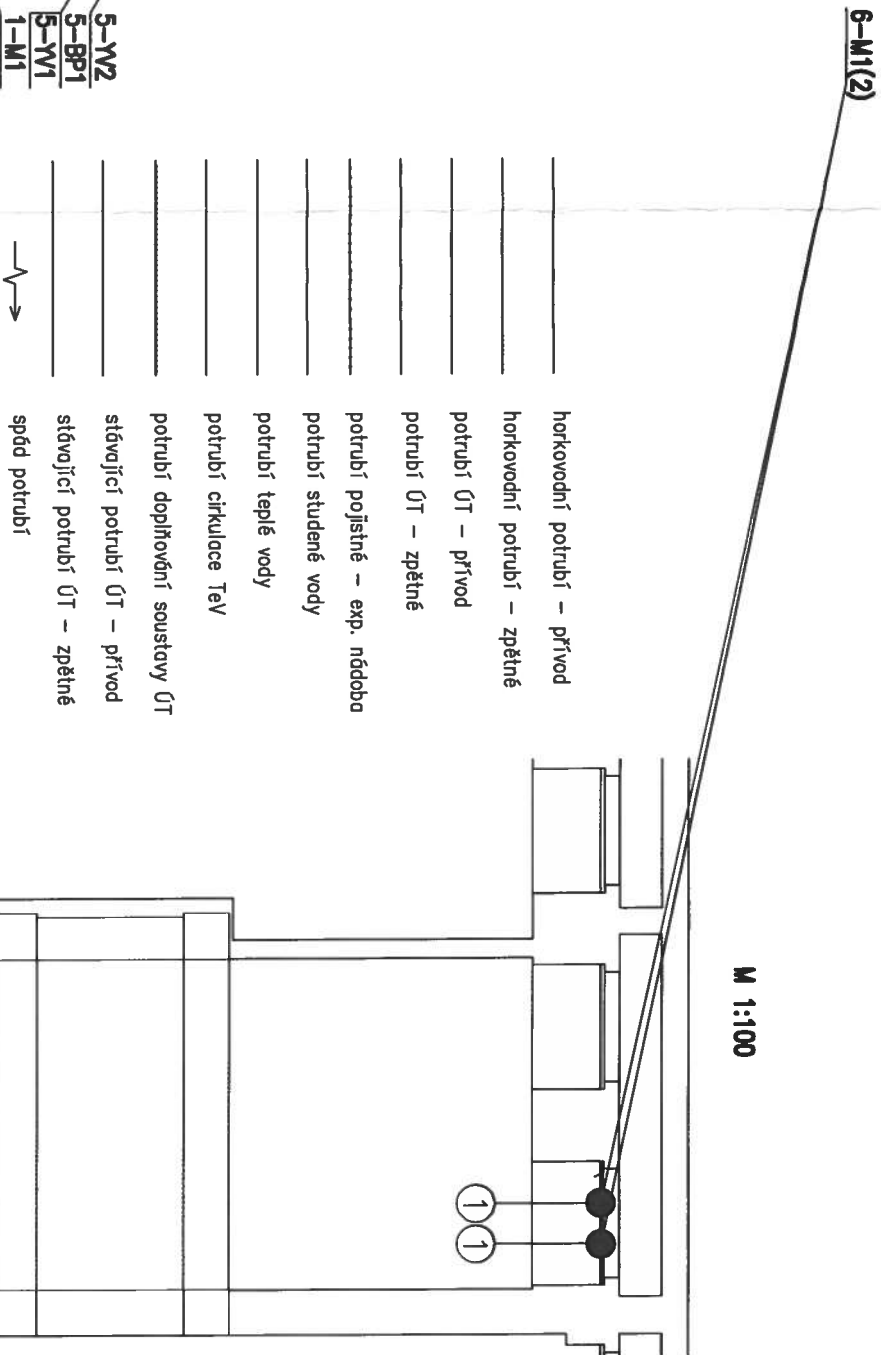 6-M1(2)
5-YV2
5-BP1
5-YV1
1-M1
horkovodní potrubí - přívod
horkovodní potrubí - zpětné
potrubí ÚT - přívod
potrubí ÚT - zpětné
potrubí pojistné - exp. nádoba
potrubí studené vody
potrubí teplé vody
potrubí cirkulace TeV
potrubí doplňování soustavy ÚT
stávající potrubí ÚT - přívod
stávající potrubí ÚT - zpětné
spád potrubí
M 1:100
1
1